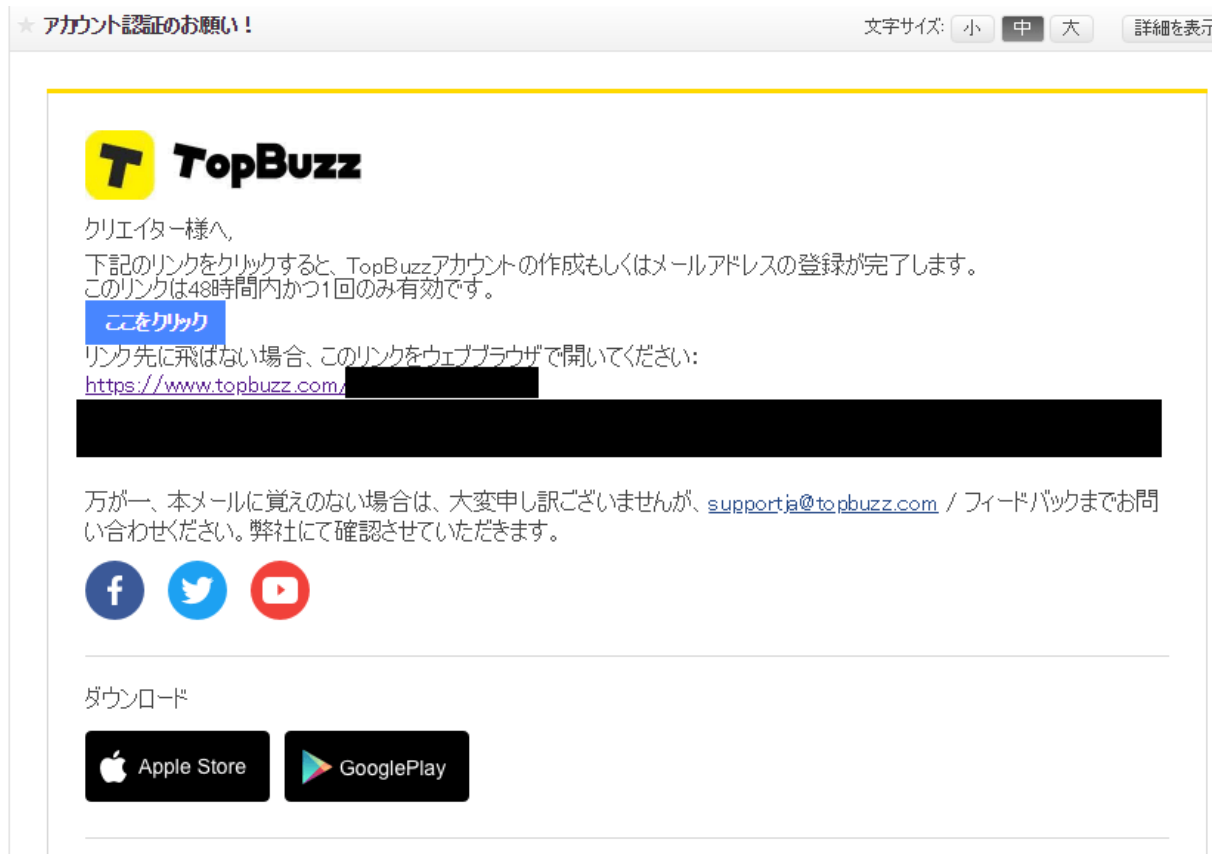 ★ アカウント認証のお願い！
文字サイズ: 小 中 大 詳細を表示
T TopBuzz
クリエイター様へ,
下記のリンクをクリックすると、TopBuzzアカウントの作成もしくはメールアドレスの登録が完了します。
このリンクは48時間内かつ1回のみ有効です。
ここをクリック
リンク先に飛ばない場合、このリンクをウェブブラウザで開いてください：
https://www.topbuzz.com/
万が一、本メールに覚えのない場合は、大変申し訳ございませんが、supportja@topbuzz.com / フィードバックまでお問
い合わせください。弊社にて確認させていただきます。
f
ダウンロード
Apple Store GooglePlay